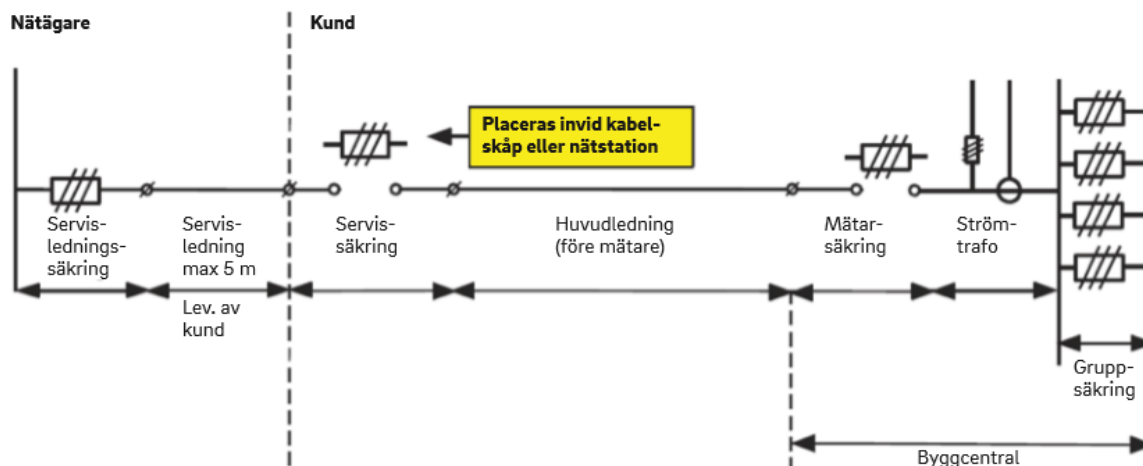 Nätägare
Kund
Placeras invid kabel-
skåp eller nätstation
Servis-
lednings-
säkring
Servis-
ledning
max 5 m
Lev. av
kund
Servis-
säkring
Huvudledning
(före mätare)
Mätar-
säkring
Ström-
trafo
Grupp-
säkring
Byggcentral